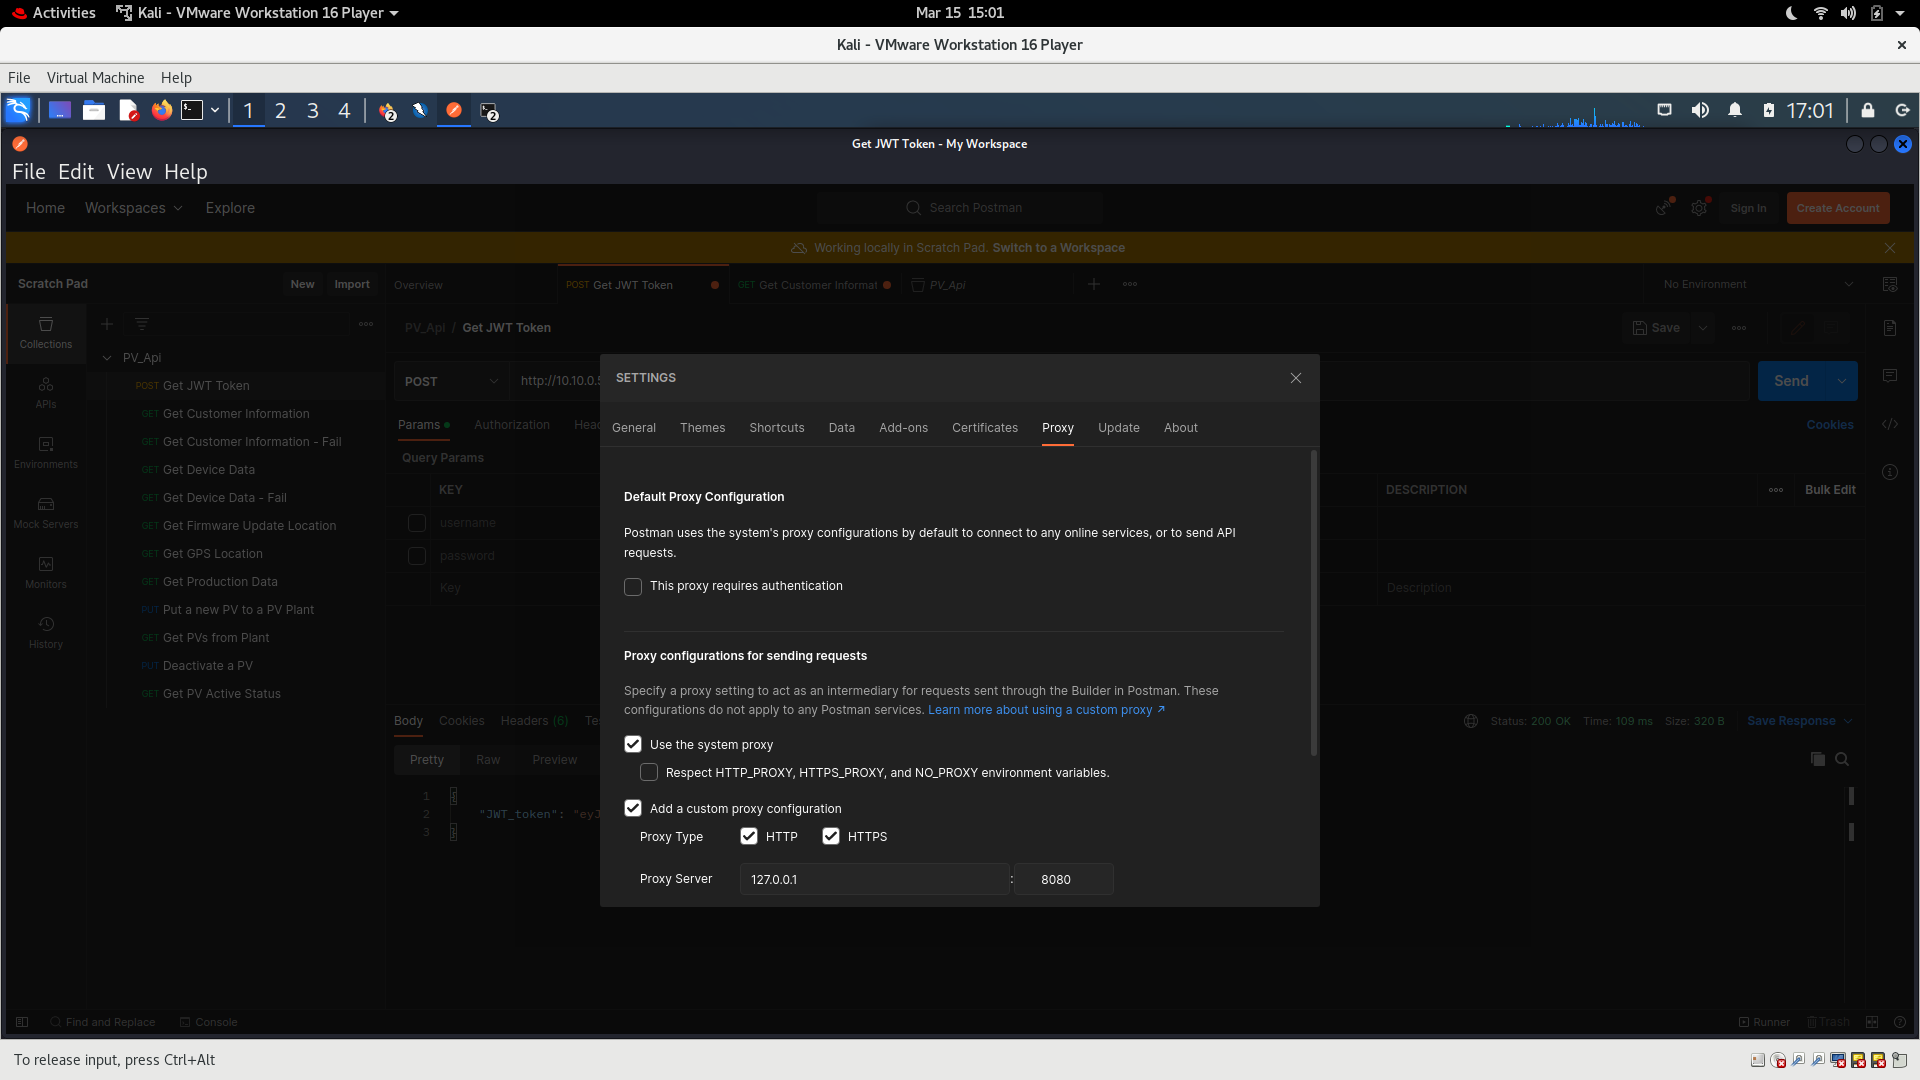 Activities Kali - VMware Workstation 16 Player Mar 15 15:01
Kali - VMware Workstation 16 Player
File Virtual Machine Help
1 2 3 4 2 2 17:01
Get JWT Token - My Workspace
File Edit View Help
Home Workspaces Explore Search Postman Sign In Create Account
Working locally in Scratch Pad. Switch to a Workspace
Scratch Pad New Import Overview POST Get JWT Token GET Get Customer Informat PV_Api No Environment
Collections
PV_Api / Get JWT Token Save
PV_Api
POST Get JWT Token
GET Get Customer Information
GET Get Customer Information - Fail
GET Get Device Data
GET Get Device Data - Fail
GET Get Firmware Update Location
GET Get GPS Location
GET Get Production Data
PUT Put a new PV to a PV Plant
GET Get PVs from Plant
PUT Deactivate a PV
GET Get PV Active Status
APIs
Environments
Mock Servers
Monitors
History
POST http://10.10.0. Send
Params Authorization Cookies
Query Params
KEY DESCRIPTION Bulk Edit
username
password
Key Description
SETTINGS
General Themes Shortcuts Data Add-ons Certificates Proxy Update About
Default Proxy Configuration
Postman uses the system's proxy configurations by default to connect to any online services, or to send API
requests.
This proxy requires authentication
Proxy configurations for sending requests
Specify a proxy setting to act as an intermediary for requests sent through the Builder in Postman. These
configurations do not apply to any Postman services. Learn more about using a custom proxy ↗
Use the system proxy
Respect HTTP_PROXY, HTTPS_PROXY, and NO_PROXY environment variables.
Add a custom proxy configuration
Proxy Type HTTP HTTPS
Proxy Server 127.0.0.1 : 8080
Body Cookies Headers (6) Te Status: 200 OK Time: 109 ms Size: 320 B Save Response
Pretty Raw Preview
1 {
2 "JWT_token": "eyJ
3 }
Find and Replace Console Runner Trash
To release input, press Ctrl+Alt